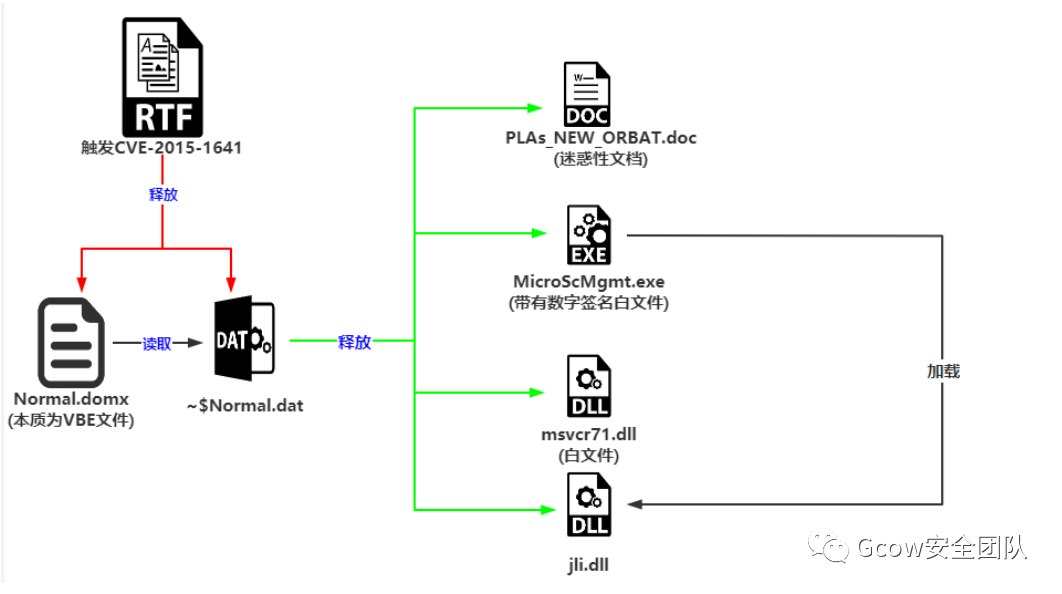 RTF
触发CVE-2015-1641
释放
DOC
PLAs_NEW_ORBAT.doc
(迷惑性文档)
EXE
MicroScMgmt.exe
(带有数字签名白文件)
读取
DAT
释放
加载
Normal.domx
(本质为VBE文件)
~$Normal.dat
DLL
msvcr71.dll
(白文件)
DLL
jli.dll
Gcow安全团队